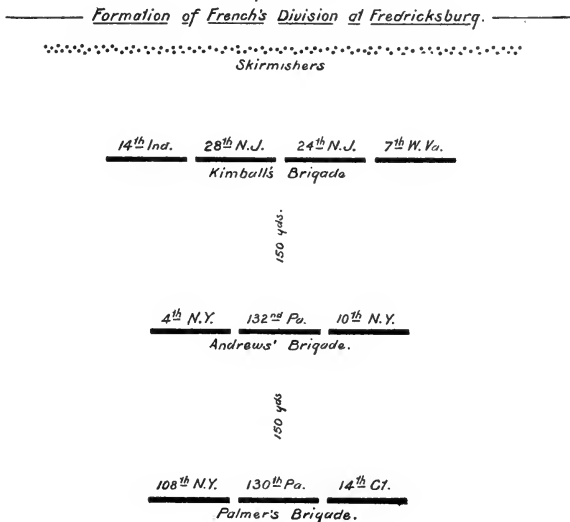 Formation of French's Division at Fredricksburg.
Skirmishers
14th Ind. 28th N.J. 24th N.J. 7th W. Va.
Kimball's Brigade
150 yds.
4th N.Y. 132nd Pa. 10th N.Y.
Andrews' Brigade.
150 yds
108th N.Y. 130th Pa. 14th Ct.
Palmer's Brigade.